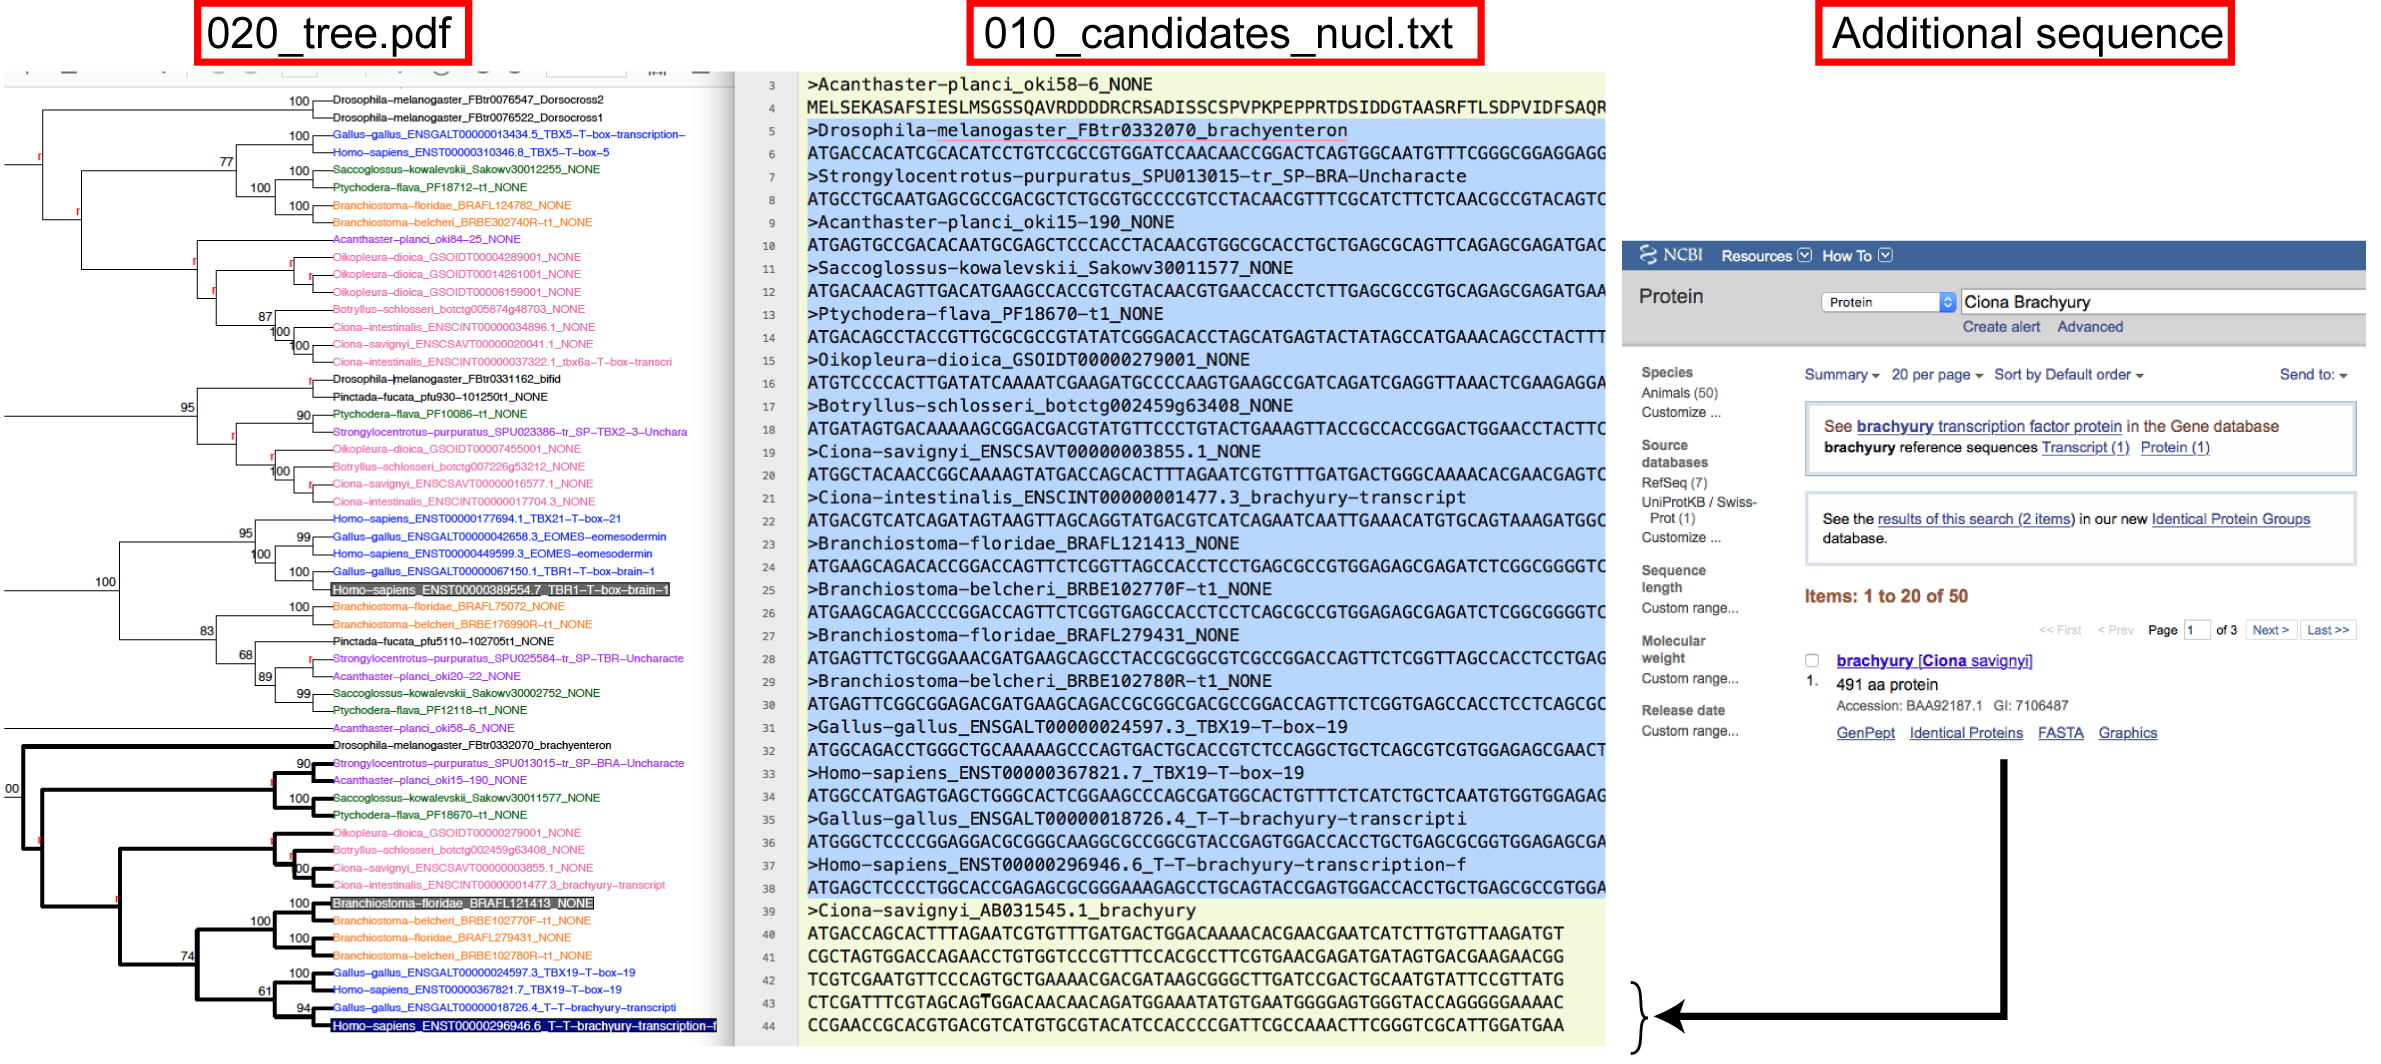 020_tree.pdf
010_candidates_nucl.txt
Additional sequence
100
Drosophila-melanogaster_FBtr0076547_Dorsocross2
Drosophila-melanogaster_FBtr0076522_Dorsocross1
r
100
Gallus-gallus_ENSGALT00000013434.5_TBX5-T-box-transcription-
Homo-sapiens_ENST00000310346.8_TBX5-T-box-5
77
100
Saccoglossus-kowalevskii_Sakowv30012255_NONE
100
Ptychodera-flava_PF18712-t1_NONE
100
Branchiostoma-floridae_BRAFL124782_NONE
r
Branchiostoma-belcheri_BRBE302740R-t1_NONE
Acanthaster-planci_oki84-25_NONE
r
Oikopleura-dioica_GSOIDT00004289001_NONE
r
Oikopleura-dioica_GSOIDT00014261001_NONE
r
r
Oikopleura-dioica_GSOIDT00006159001_NONE
Botryllus-schlosseri_botctg005874g48703_NONE
87
100
Ciona-intestinalis_ENSCINT00000034896.1_NONE
100
Ciona-savignyi_ENSCSAVT00000020041.1_NONE
Ciona-intestinalis_ENSCINT00000037322.1_tbx6a-T-box-transcri
r
Drosophila-melanogaster_FBtr0331162_bifid
Pinctada-fucata_pfu930-101250t1_NONE
95
90
Ptychodera-flava_PF10086-t1_NONE
r
Strongylocentrotus-purpuratus_SPU023386-tr_SP-TBX2-3-Unchara
Oikopleura-dioica_GSOIDT00007455001_NONE
r
100
Botryllus-schlosseri_botctg007226g53212_NONE
r
Ciona-savignyi_ENSCSAVT00000016577.1_NONE
Ciona-intestinalis_ENSCINT00000017704.3_NONE
Homo-sapiens_ENST00000177694.1_TBX21-T-box-21
95
99
Gallus-gallus_ENSGALT00000042658.3_EOMES-eomesodermin
100
Homo-sapiens_ENST00000449599.3_EOMES-eomesodermin
100
Gallus-gallus_ENSGALT00000067150.1_TBR1-T-box-brain-1
100
Homo-sapiens_ENST00000389554.7_TBR1-T-box-brain-1
100
Branchiostoma-floridae_BRAFL75072_NONE
Branchiostoma-belcheri_BRBE176990R-t1_NONE
83
Pinctada-fucata_pfu5110-102705t1_NONE
68
r
Strongylocentrotus-purpuratus_SPU025584-tr_SP-TBR-Uncharacte
89
Acanthaster-planci_oki20-22_NONE
99
Saccoglossus-kowalevskii_Sakowv30002752_NONE
Ptychodera-flava_PF12118-t1_NONE
Acanthaster-planci_oki58-6_NONE
Drosophila-melanogaster_FBtr0332070_brachyenteron
90
Strongylocentrotus-purpuratus_SPU013015-tr_SP-BRA-Uncharacte
r
Acanthaster-planci_oki15-190_NONE
00
100
Saccoglossus-kowalevskii_Sakowv30011577_NONE
Ptychodera-flava_PF18670-t1_NONE
r
Oikopleura-dioica_GSOIDT00000279001_NONE
r
r
Botryllus-schlosseri_botctg002459g63408_NONE
100
Ciona-savignyi_ENSCSAVT00000003855.1_NONE
Ciona-intestinalis_ENSCINT00000001477.3_brachyury-transcript
r
100
Branchiostoma-floridae_BRAFL121413_NONE
100
Branchiostoma-belcheri_BRBE102770F-t1_NONE
100
Branchiostoma-floridae_BRAFL279431_NONE
74
Branchiostoma-belcheri_BRBE102780R-t1_NONE
100
Gallus-gallus_ENSGALT00000024597.3_TBX19-T-box-19
61
Homo-sapiens_ENST00000367821.7_TBX19-T-box-19
94
Gallus-gallus_ENSGALT00000018726.4_T-T-brachyury-transcripti
Homo-sapiens_ENST00000296946.6_T-T-brachyury-transcription-f
3 >Acanthaster-planci_oki58-6_NONE
4 MELSEKASAFSIESLMSGSSQAVRDDDDRCRSADISSCSPVPKPEPPRTDSIDDGTAASRFTLSDPVIDFSAQR
5 >Drosophila-melanogaster_FBtr0332070_brachyenteron
6 ATGACCACATCGCACATCCTGTCCGCCGTGGATCCAACAACCGGACTCAGTGGCAATGTTTCGGGCGGAGGAGG
7 >Strongylocentrotus-purpuratus_SPU013015-tr_SP-BRA-Uncharacte
8 ATGCCTGCAATGAGCGCCGACGCTCTGCGTGCCCCGTCCTACAACGTTTCGCATCTTCTCAACGCCGTACAGTC
9 >Acanthaster-planci_oki15-190_NONE
10 ATGAGTGCCGACACAATGCGAGCTCCCACCTACAACGTGGCGCACCTGCTGAGCGCAGTTCAGAGCGAGATGAC
11 >Saccoglossus-kowalevskii_Sakowv30011577_NONE
12 ATGACAACAGTTGACATGAAGCCACCGTCGTACAACGTGAACCACCTCTTGAGCGCCGTGCAGAGCGAGATGAA
13 >Ptychodera-flava_PF18670-t1_NONE
14 ATGACAGCCTACCGTTGCGCGCCGTATATCGGGACACCTAGCATGAGTACTATAGCCATGAAACAGCCTACTTT
15 >Oikopleura-dioica_GSOIDT00000279001_NONE
16 ATGTCCCCACTTGATATCAAAATCGAAGATGCCCCAAGTGAAGCCGATCAGATCGAGGTTAAACTCGAAGAGGA
17 >Botryllus-schlosseri_botctg002459g63408_NONE
18 ATGATAGTGACAAAAAGCGGACGACGTATGTTCCCTGTACTGAAAGTTACCGCCACCGGACTGGAACCTACTTC
19 >Ciona-savignyi_ENSCSAVT00000003855.1_NONE
20 ATGGCTACAACCGGCAAAAGTATGACCAGCACTTTAGAATCGTGTTTGATGACTGGGCAAAACACGAACGAGTC
21 >Ciona-intestinalis_ENSCINT00000001477.3_brachyury-transcript
22 ATGACGTCATCAGATAGTAAGTTAGCAGGTATGACGTCATCAGAATCAATTGAAACATGTGCAGTAAAGATGGC
23 >Branchiostoma-floridae_BRAFL121413_NONE
24 ATGAAGCAGACACCGGACCAGTTCTCGGTTAGCCACCTCCTGAGCGCCGTGGAGAGCGAGATCTCGGCGGGGTC
25 >Branchiostoma-belcheri_BRBE102770F-t1_NONE
26 ATGAAGCAGACCCCGGACCAGTTCTCGGTGAGCCACCTCCTCAGCGCCGTGGAGAGCGAGATCTCGGCGGGGTC
27 >Branchiostoma-floridae_BRAFL279431_NONE
28 ATGAGTTCTGCGGAAACGATGAAGCAGCCTACCGCGGCGTCGCCGGACCAGTTCTCGGTTAGCCACCTCCTGAG
29 >Branchiostoma-belcheri_BRBE102780R-t1_NONE
30 ATGAGTTCGGCGGAGACGATGAAGCAGACCGCGGCGACGCCGGACCAGTTCTCGGTGAGCCACCTCCTCAGCGC
31 >Gallus-gallus_ENSGALT00000024597.3_TBX19-T-box-19
32 ATGGCAGACCTGGGCTGCAAAAAGCCCAGTGACTGCACCGTCTCCAGGCTGCTCAGCGTCGTGGAGAGCGAACT
33 >Homo-sapiens_ENST00000367821.7_TBX19-T-box-19
34 ATGGCCATGAGTGAGCTGGGCACTCGGAAGCCCAGCGATGGCACTGTTTCTCATCTGCTCAATGTGGTGGAGAG
35 >Gallus-gallus_ENSGALT00000018726.4_T-T-brachyury-transcripti
36 ATGGGCTCCCCGGAGGACGCGGGCAAGGCGCCGGCGTACCGAGTGGACCACCTGCTGAGCGCGGTGGAGAGCGA
37 >Homo-sapiens_ENST00000296946.6_T-T-brachyury-transcription-f
38 ATGAGCTCCCCTGGCACCGAGAGCGCGGGAAAGAGCCTGCAGTACCGAGTGGACCACCTGCTGAGCGCCGTGGA
39 >Ciona-savignyi_AB031545.1_brachyury
40 ATGACCAGCACTTTAGAATCGTGTTTGATGACTGGACAAAACACGAACGAATCATCTTGTGTTAAGATGT
41 CGCTAGTGGACCAGAACCTGTGGTCCCGTTTCCACGCCTTCGTGAACGAGATGATAGTGACGAAGAACGG
42 TCGTCGAATGTTCCCAGTGCTGAAAACGACGATAAGCGGGCTTGATCCGACTGCAATGTATTCCGTTATG
43 CTCGATTTCGTAGCAGTGGACAACAACAGATGGAAATATGTGAATGGGGAGTGGGTACCAGGGGGAAAAC
44 CCGAACCGCACGTGACGTCATGTGCGTACATCCACCCCGATTCGCCAAACTTCGGGTCGCATTGGATGAA
NCBI Resources How To
Protein
Protein Ciona Brachyury
Create alert Advanced
Species
Animals (50)
Customize ...
Source
databases
RefSeq (7)
UniProtKB / Swiss-
Prot (1)
Customize ...
Sequence
length
Custom range...
Molecular
weight
Custom range...
Release date
Custom range...
Summary 20 per page Sort by Default order Send to:
See brachyury transcription factor protein in the Gene database
brachyury reference sequences Transcript (1) Protein (1)
See the results of this search (2 items) in our new Identical Protein Groups
database.
Items: 1 to 20 of 50
<< First < Prev Page 1 of 3 Next > Last >>
brachyury [Ciona savignyi]
1. 491 aa protein
Accession: BAA92187.1 GI: 7106487
GenPept Identical Proteins FASTA Graphics